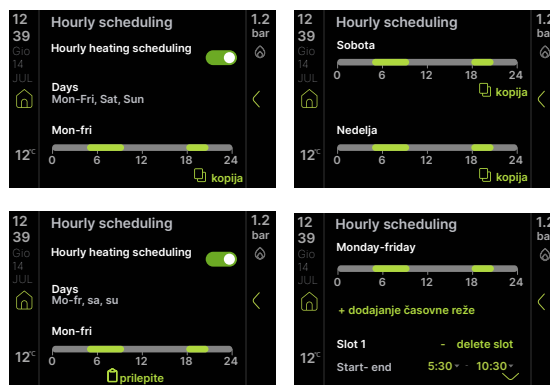 12
39
Gio
14
JUL
12°C
Hourly scheduling
Hourly heating scheduling
Days
Mon-Fri, Sat, Sun
Mon-fri
0 6 12 18 24
kopija
1.2
bar
12
39
Gio
14
JUL
12°C
Hourly scheduling
Sobota
0 6 12 18 24
kopija
Nedelja
0 6 12 18 24
kopija
1.2
bar
12
39
Gio
14
JUL
12°C
Hourly scheduling
Hourly heating scheduling
Days
Mo-fr, sa, su
Mon-fri
0 6 12 18 24
prilepite
1.2
bar
12
39
Gio
14
JUL
12°C
Hourly scheduling
Monday-friday
0 6 12 18 24
+ dodajanje časovne reže
Slot 1 - delete slot
Start- end 5:30 - 10:30
1.2
bar